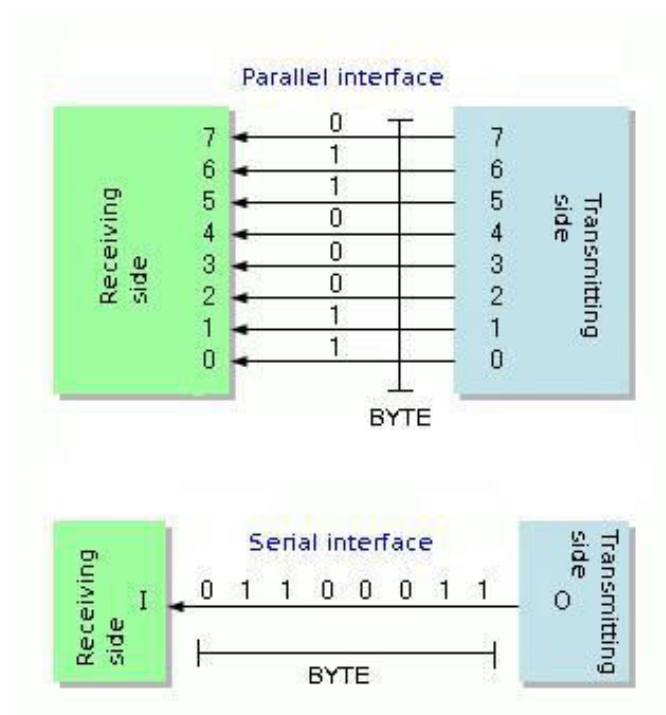 Parallel interface
Receiving
side
7 0 7
6 1 6
5 1 5
4 0 4
3 0 3
2 0 2
1 1 1
0 1 0
Transmitting
side
BYTE
Serial interface
Receiving
side
I 0 1 1 0 0 0 1 1 O
Transmitting
side
BYTE